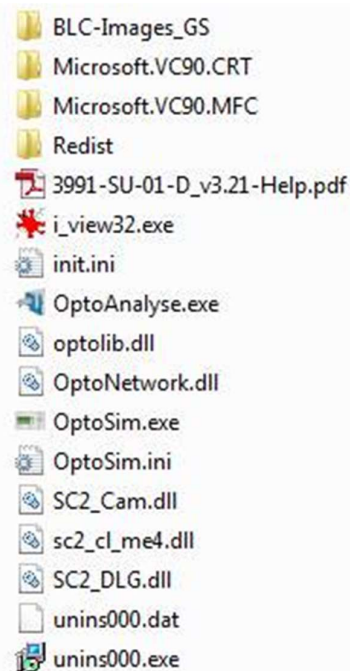 BLC-Images_GS
Microsoft.VC90.CRT
Microsoft.VC90.MFC
Redist
3991-SU-01-D_v3.21-Help.pdf
i_view32.exe
init.ini
OptoAnalyse.exe
optolib.dll
OptoNetwork.dll
OptoSim.exe
OptoSim.ini
SC2_Cam.dll
sc2_cl_me4.dll
SC2_DLG.dll
unins000.dat
unins000.exe